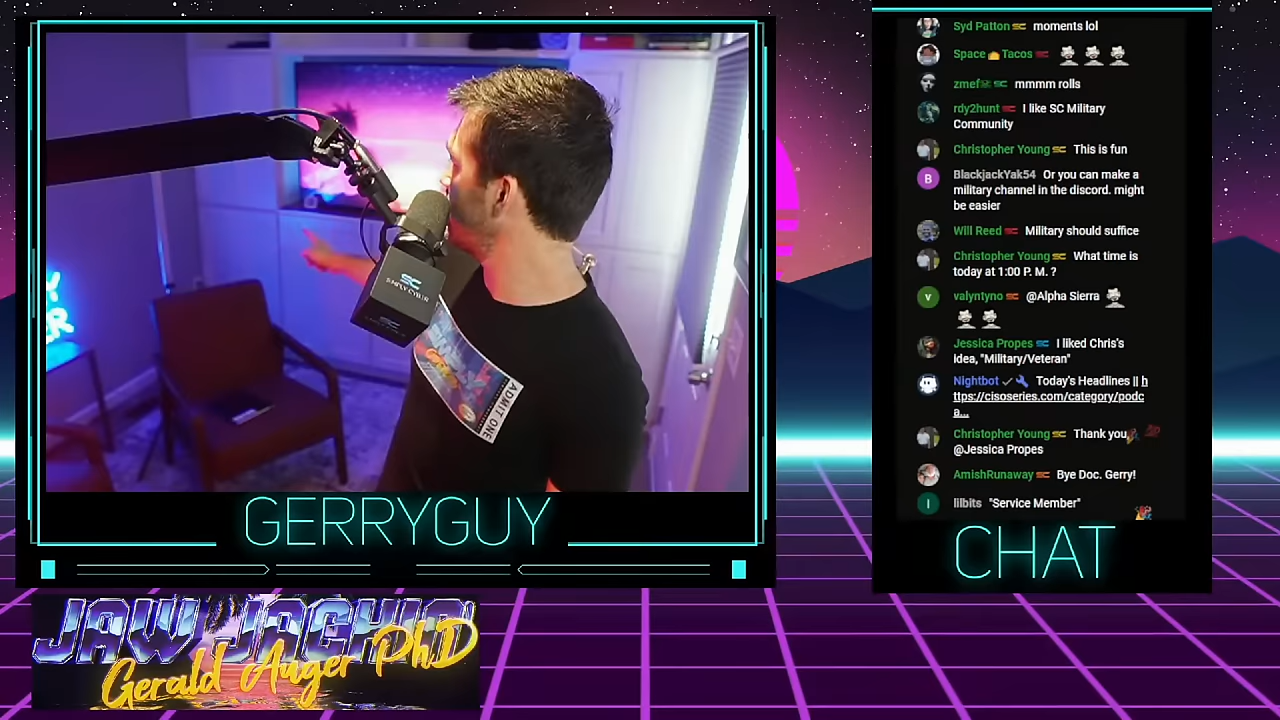 SIMPLY CYBER
ADMIT ONE
GERRYGUY
JAW JACKIN'
Gerald Auger PhD
Syd Patton moments lol
Space Tacos
zmef mmmm rolls
rdy2hunt I like SC Military
Community
Christopher Young This is fun
B BlackjackYak54 Or you can make a
military channel in the discord. might
be easier
Will Reed Military should suffice
Christopher Young What time is
today at 1:00 P. M. ?
v valyntyno @Alpha Sierra
Jessica Propes I liked Chris's
idea, "Military/Veteran"
Nightbot Today's Headlines || h
ttps://cisoseries.com/category/podc
a...
Christopher Young Thank you
@Jessica Propes
AmishRunaway Bye Doc. Gerry!
l lilbits "Service Member"
CHAT